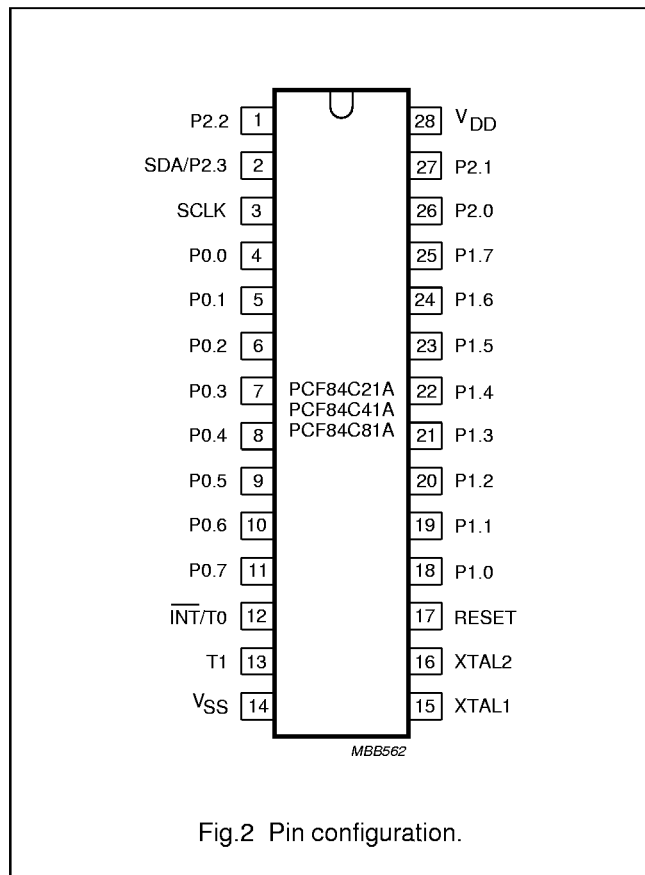 P2.2 1 28 VDD
SDA/P2.3 2 27 P2.1
SCLK 3 26 P2.0
P0.0 4 25 P1.7
P0.1 5 24 P1.6
P0.2 6 23 P1.5
P0.3 7 PCF84C21A 22 P1.4
PCF84C41A
P0.4 8 PCF84C81A 21 P1.3
P0.5 9 20 P1.2
P0.6 10 19 P1.1
P0.7 11 18 P1.0
INT/T0 12 17 RESET
T1 13 16 XTAL2
VSS 14 15 XTAL1
MBB562
Fig.2 Pin configuration.